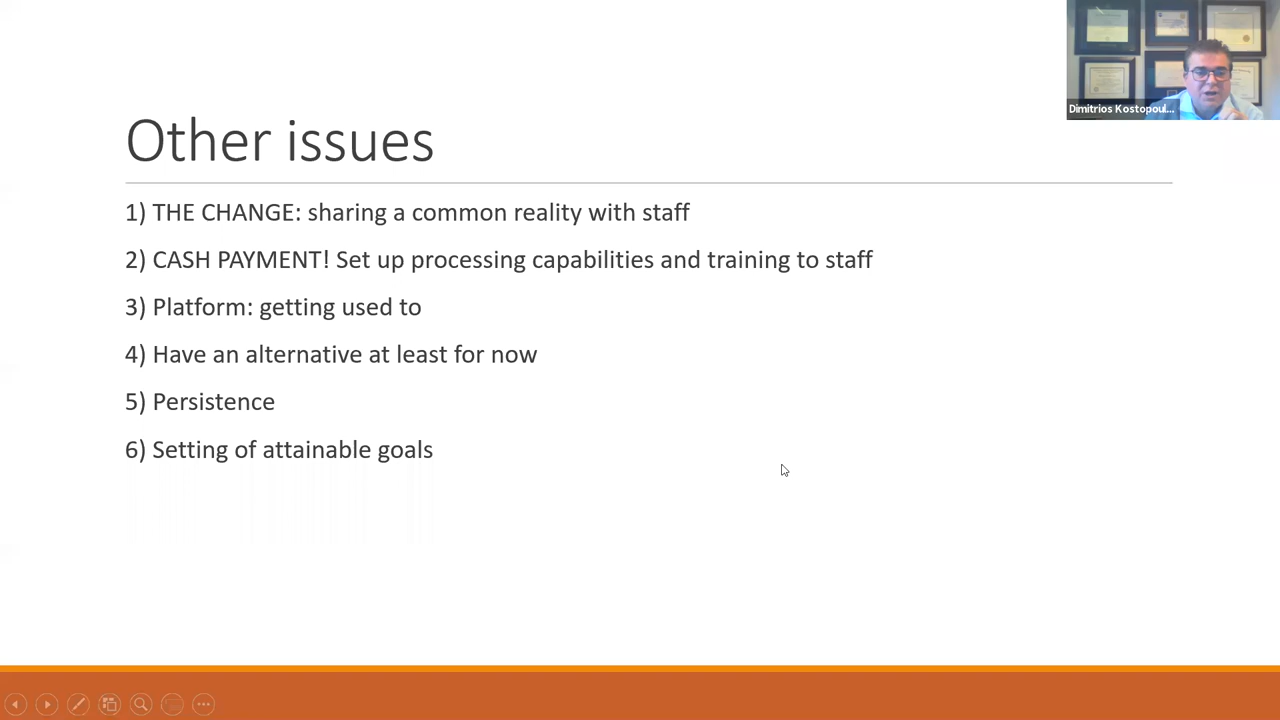 Dimitrios Kostopoul...
Other issues
1) THE CHANGE: sharing a common reality with staff
2) CASH PAYMENT! Set up processing capabilities and training to staff
3) Platform: getting used to
4) Have an alternative at least for now
5) Persistence
6) Setting of attainable goals